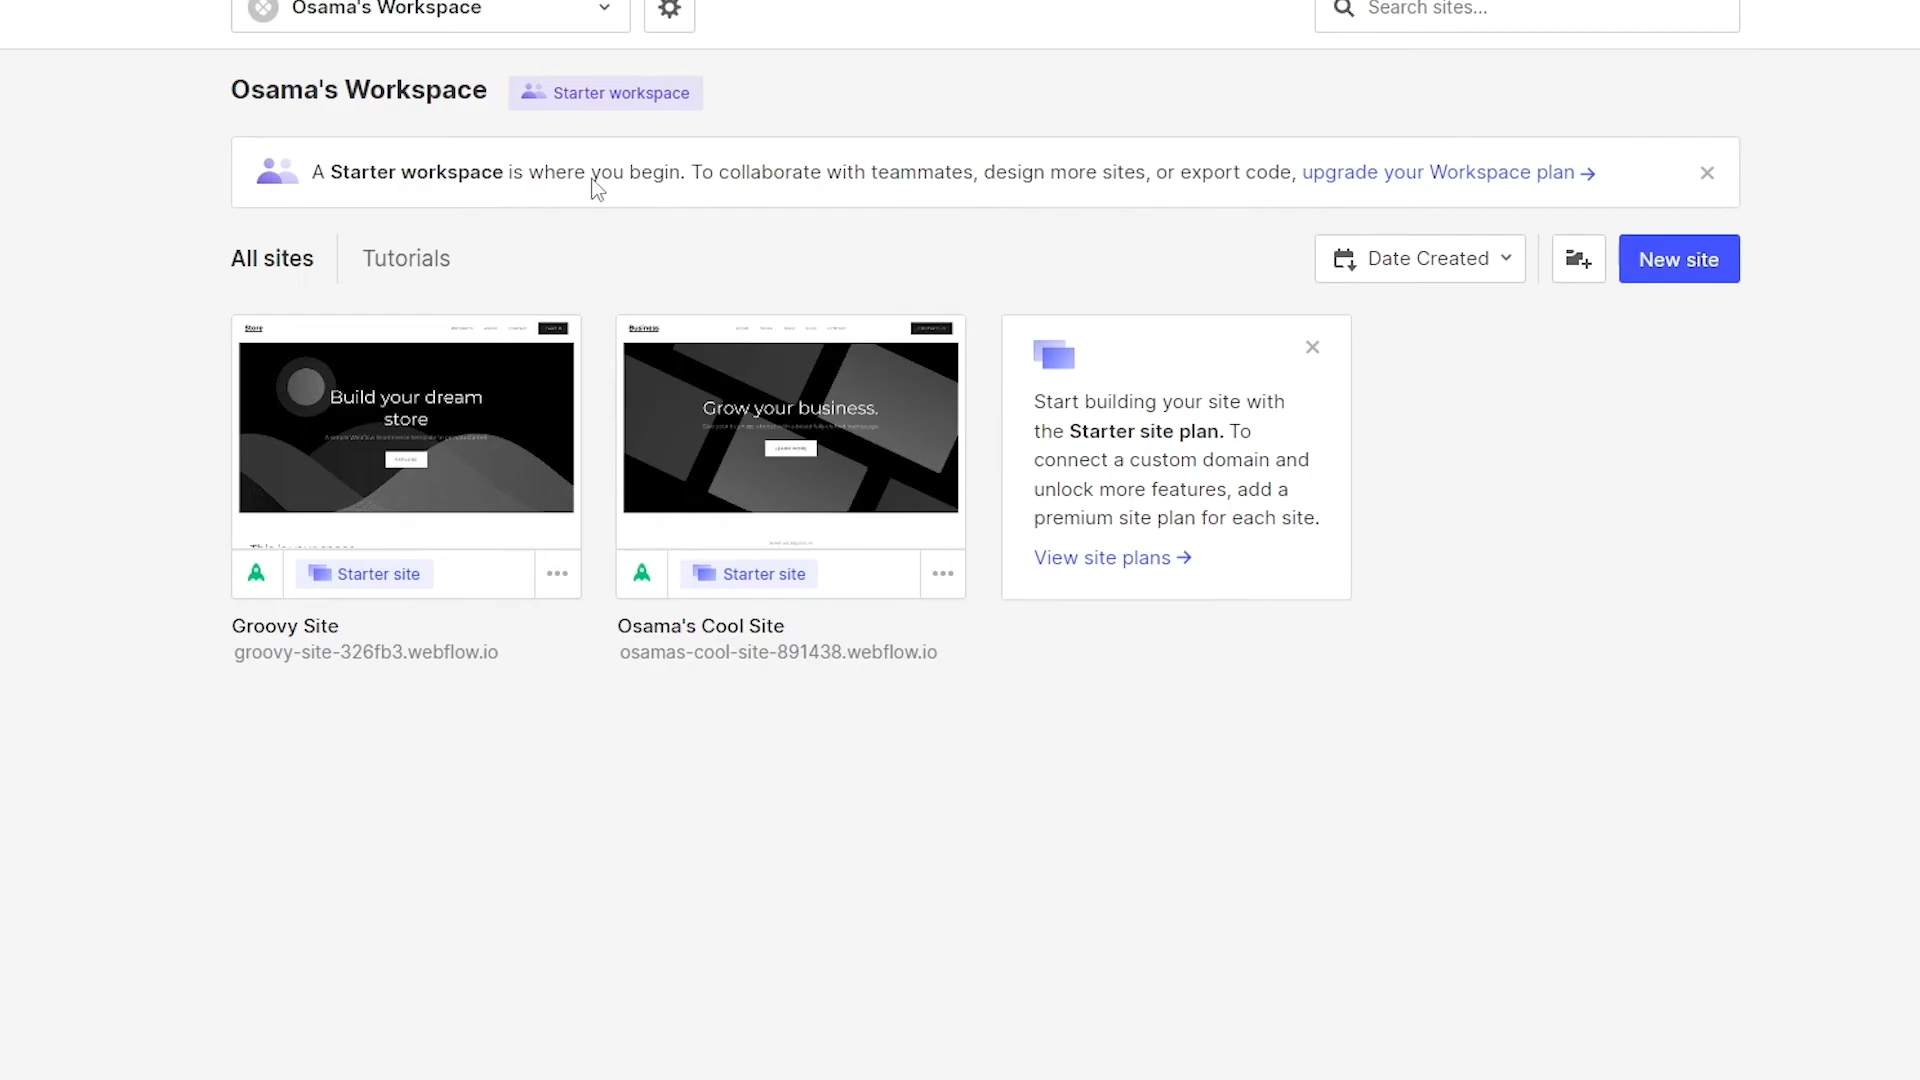 Osama's Workspace
Search sites...
Osama's Workspace
Starter workspace
A Starter workspace is where you begin. To collaborate with teammates, design more sites, or export code, upgrade your Workspace plan →
All sites
Tutorials
Date Created
New site
Store
Build your dream
store
Business
Grow your business.
LEARN MORE
Start building your site with
the Starter site plan. To
connect a custom domain and
unlock more features, add a
premium site plan for each site.
View site plans →
Starter site
Starter site
Groovy Site
groovy-site-326fb3.webflow.io
Osama's Cool Site
osamas-cool-site-891438.webflow.io